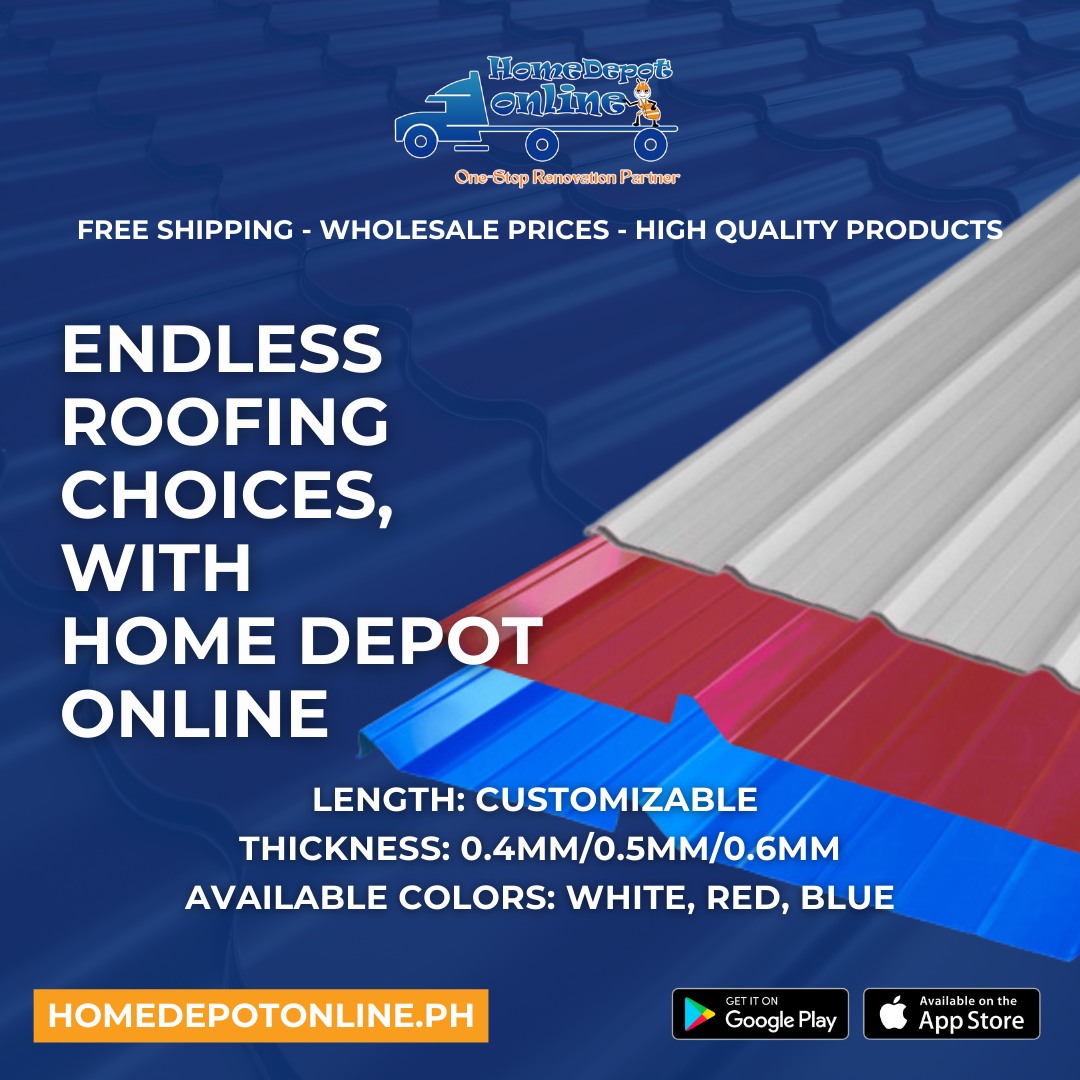 HomeDepot
online
One-Stop Renovation Partner
FREE SHIPPING - WHOLESALE PRICES - HIGH QUALITY PRODUCTS
ENDLESS
ROOFING
CHOICES,
WITH
HOME DEPOT
ONLINE
LENGTH: CUSTOMIZABLE
THICKNESS: 0.4MM/0.5MM/0.6MM
AVAILABLE COLORS: WHITE, RED, BLUE
HOMEDEPOTONLINE.PH
GET IT ON
Google Play
Available on the
App Store